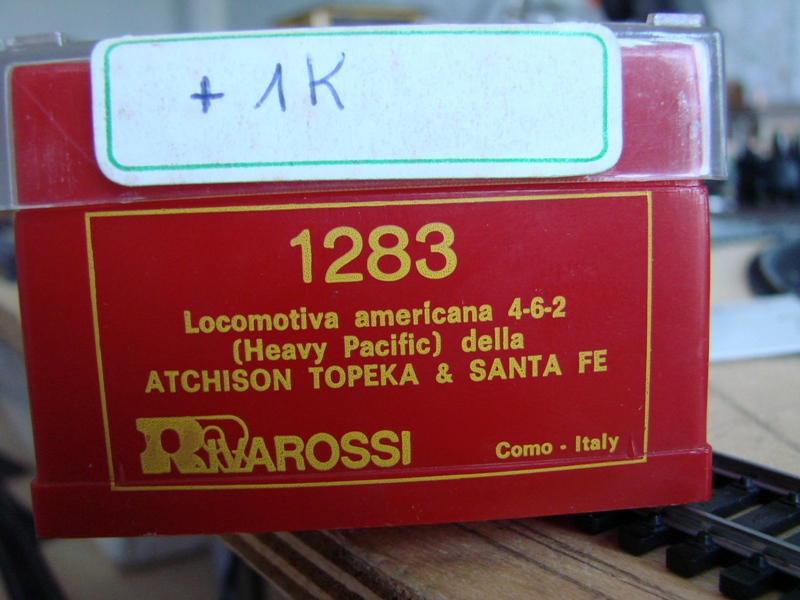 + 1K
1283
Locomotiva americana 4-6-2
(Heavy Pacific) della
ATCHISON TOPEKA & SANTA FE
RIVAROSSI
Como - Italy